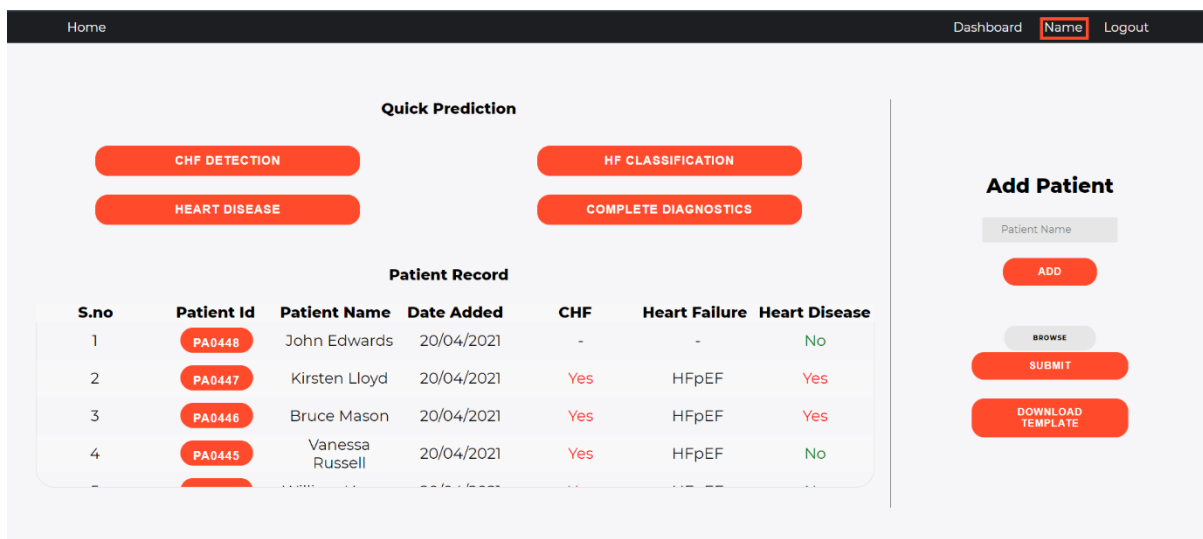 Home Dashboard Name Logout
Quick Prediction
CHF DETECTION HF CLASSIFICATION
HEART DISEASE COMPLETE DIAGNOSTICS
Patient Record
S.no Patient Id Patient Name Date Added CHF Heart Failure Heart Disease
1 PA0448 John Edwards 20/04/2021 - - No
2 PA0447 Kirsten Lloyd 20/04/2021 Yes HFpEF Yes
3 PA0446 Bruce Mason 20/04/2021 Yes HFpEF Yes
4 PA0445 Vanessa Russell 20/04/2021 Yes HFpEF No
Add Patient
Patient Name
ADD
BROWSE
SUBMIT
DOWNLOAD
TEMPLATE